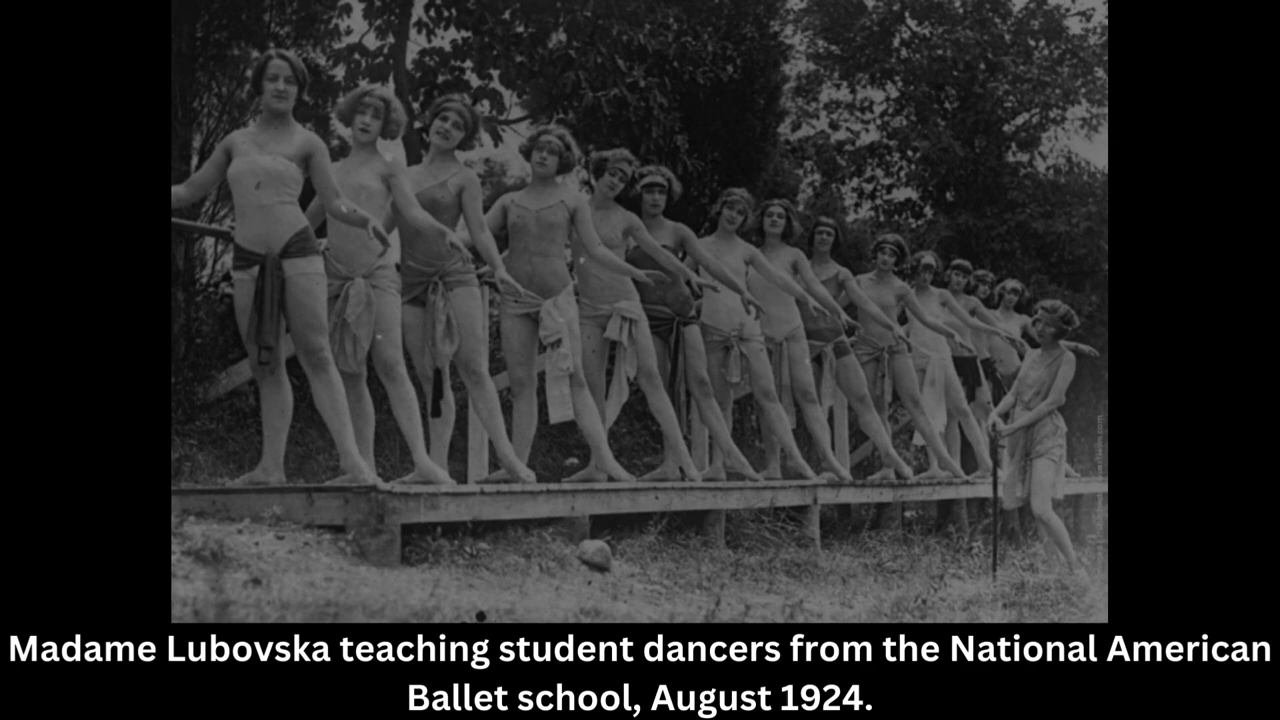 Madame Lubovska teaching student dancers from the National American
Ballet school, August 1924.